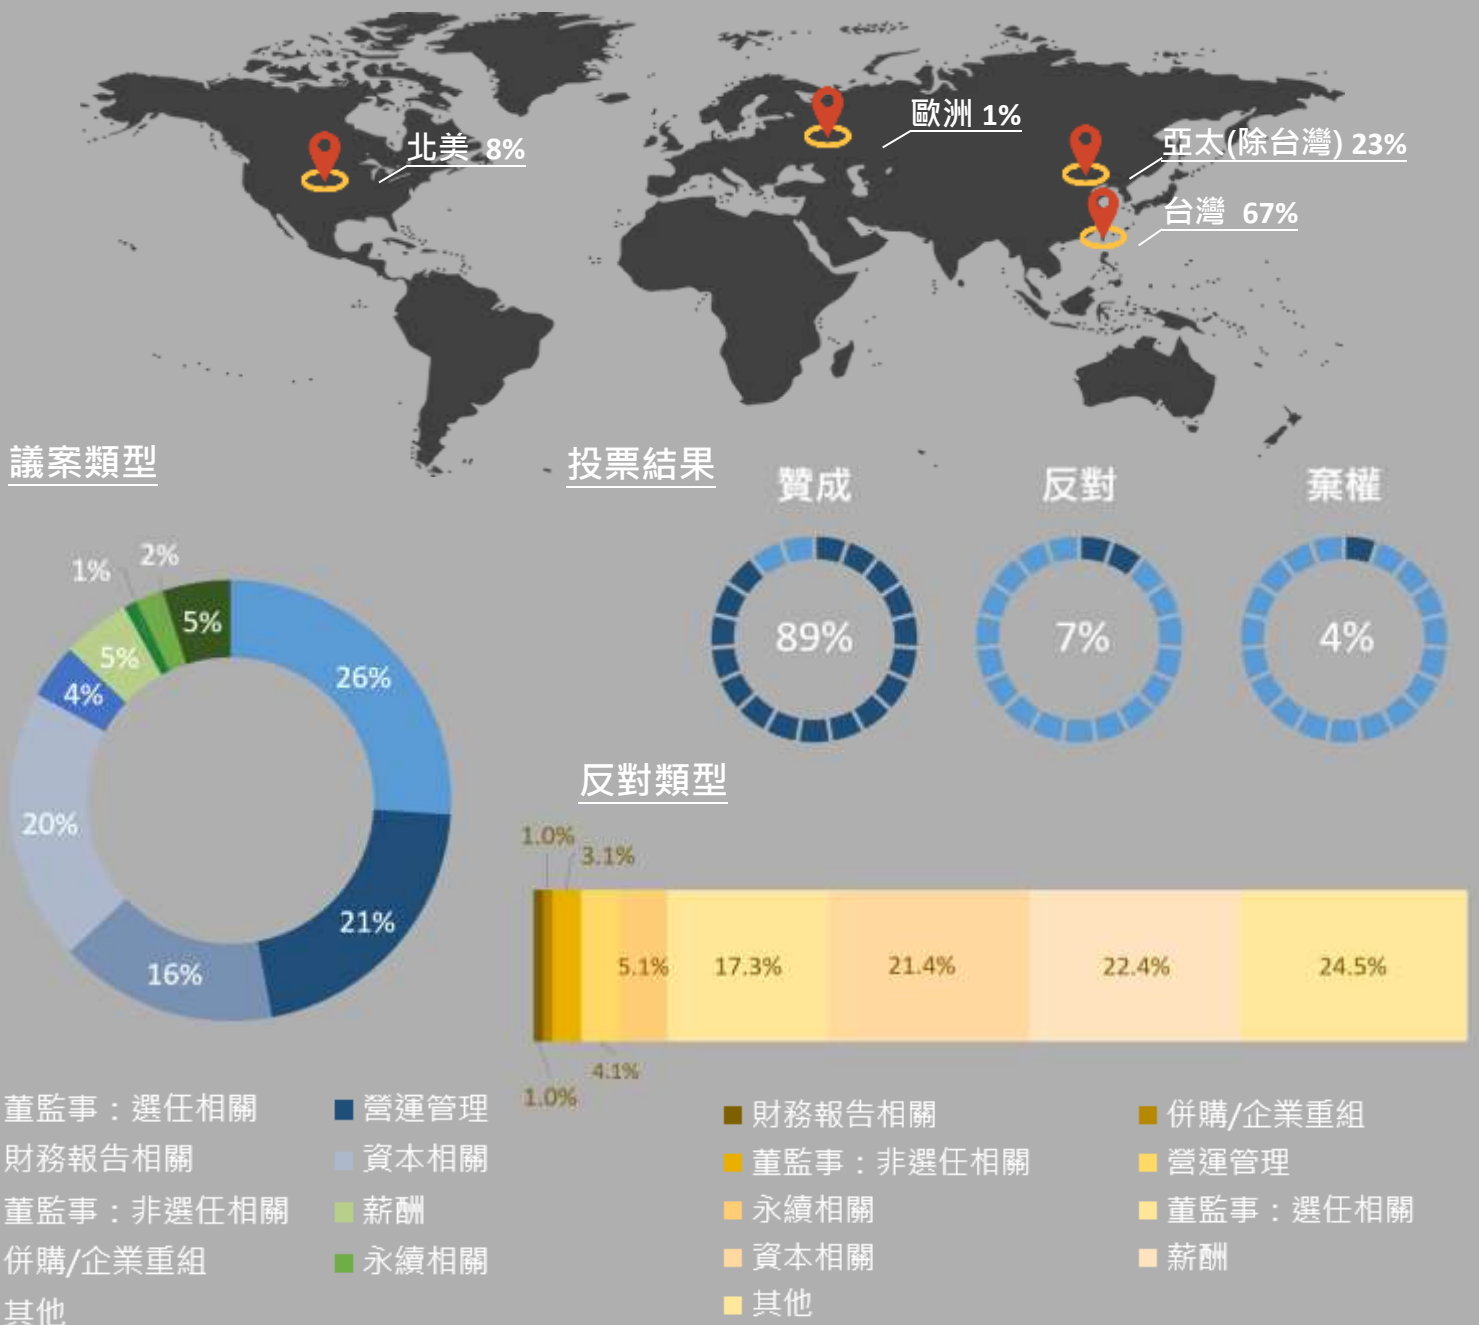 北美 8%
歐洲 1%
亞太(除台灣) 23%
台灣 67%
議案類型
1%
2%
5%
5%
4%
26%
20%
21%
16%
董監事：選任相關
營運管理
財務報告相關
資本相關
董監事：非選任相關
薪酬
併購/企業重組
永續相關
其他
投票結果
贊成
反對
棄權
89%
7%
4%
反對類型
1.0%
3.1%
5.1%
17.3%
21.4%
22.4%
24.5%
4.1%
1.0%
財務報告相關
併購/企業重組
董監事：非選任相關
營運管理
永續相關
董監事：選任相關
資本相關
薪酬
其他